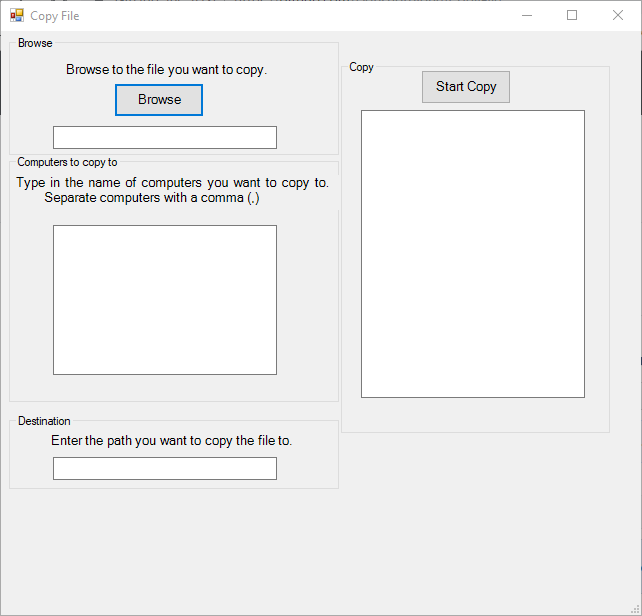 Copy File
Browse
Browse to the file you want to copy.
Browse
Computers to copy to
Type in the name of computers you want to copy to.
Separate computers with a comma (,)
Destination
Enter the path you want to copy the file to.
Copy
Start Copy